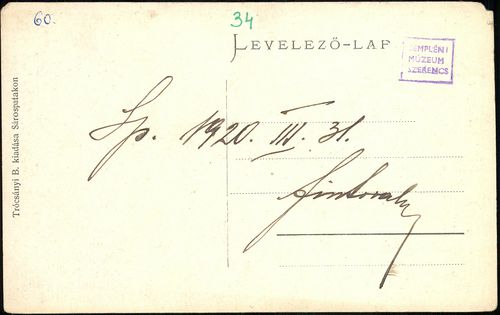 60.
34
LEVELEZŐ-LAP
ZEMPLÉNI
MÚZEUM
SZERENCS
Trócsányi B. kiadása Sárospatakon
Sp. 1920. III. 31.